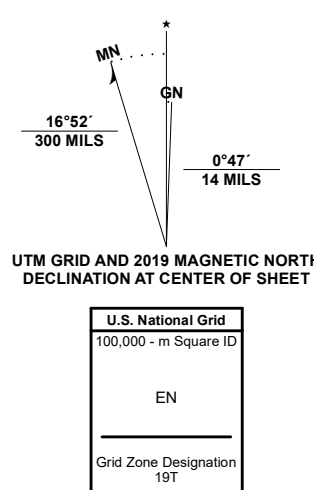 MN
GN
16°52´
300 MILS
0°47´
14 MILS
UTM GRID AND 2019 MAGNETIC NORTH
DECLINATION AT CENTER OF SHEET
U.S. National Grid
100,000 - m Square ID
EN
Grid Zone Designation
19T